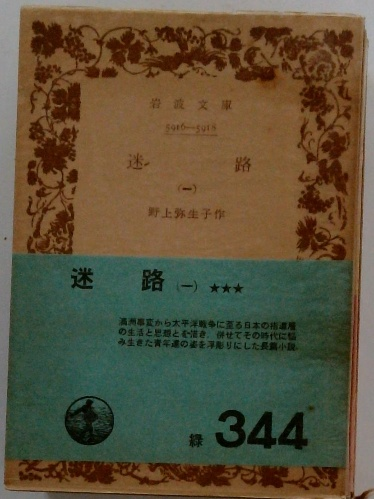 岩波文庫
5916—5918
迷路
(一)
野上弥生子作
迷路 (一) ★★★
満洲事変から太平洋戦争に至る日本の指導層
の生活と思想とを描き、併せてその時代に悩
み生きた青年達の姿を浮彫りにした長篇小説
緑 344